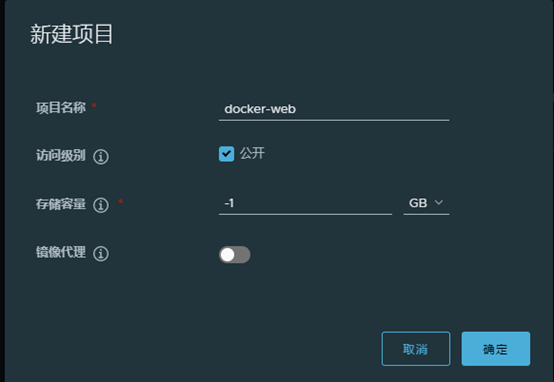 新建项目
项目名称 * docker-web
访问级别 公开
存储容量 * -1 GB
镜像代理
取消 确定